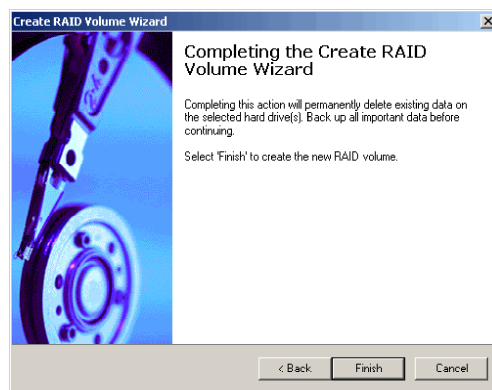 Create RAID Volume Wizard
Completing the Create RAID
Volume Wizard
Completing this action will permanently delete existing data on
the selected hard drive(s). Back up all important data before
continuing.
Select 'Finish' to create the new RAID volume.
< Back
Finish
Cancel